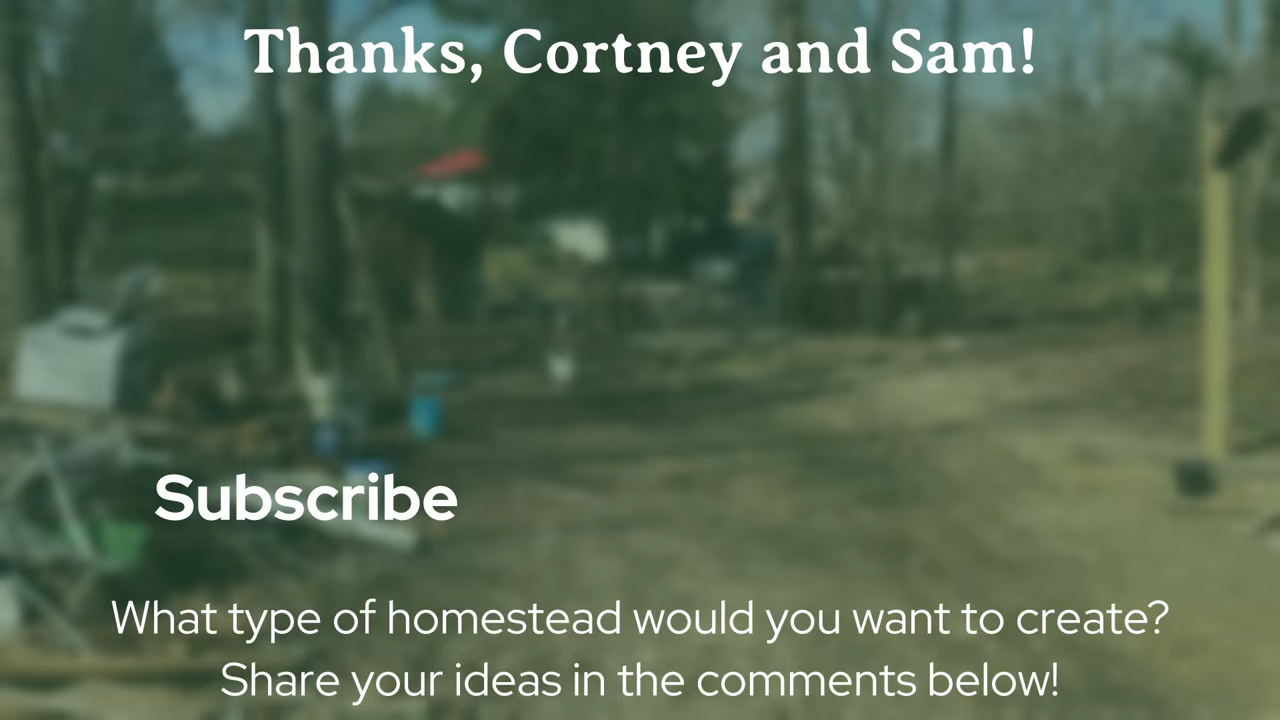 Thanks, Cortney and Sam!
Subscribe
What type of homestead would you want to create?
Share your ideas in the comments below!